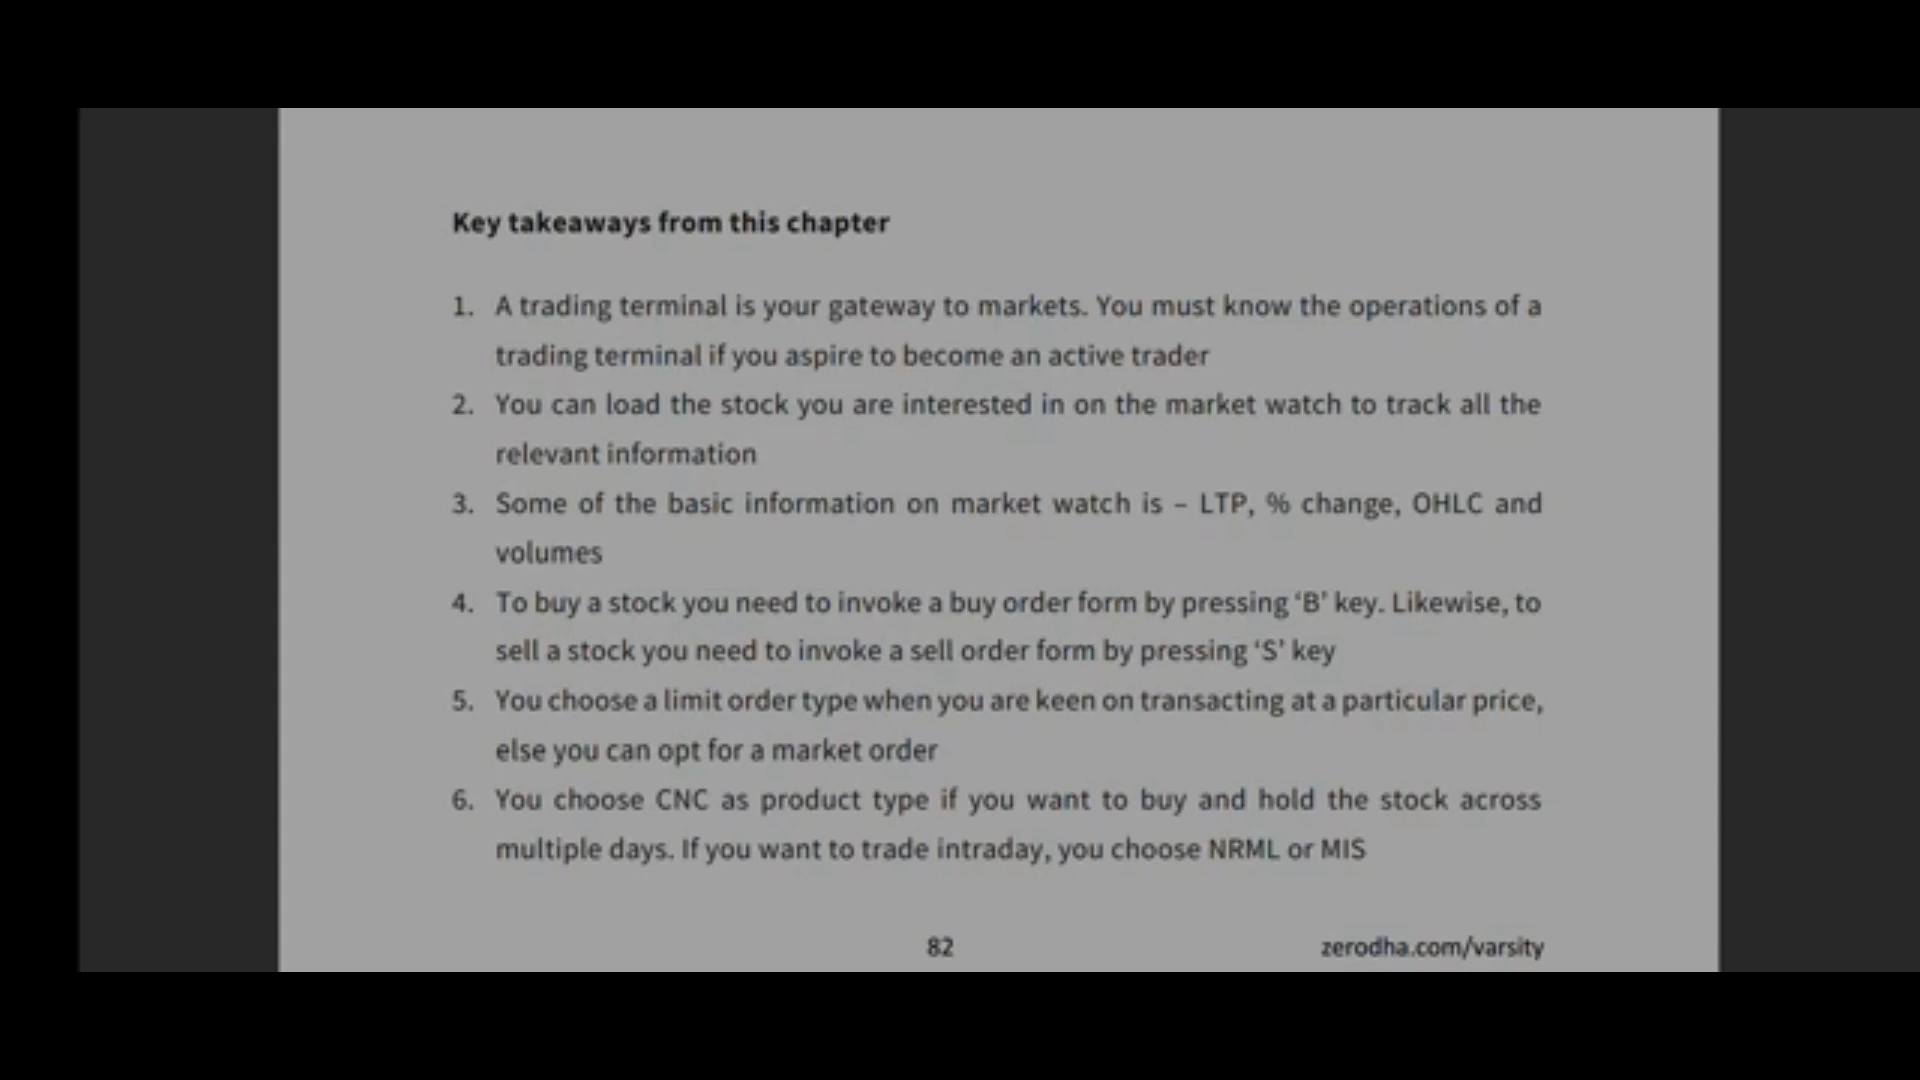 Key takeaways from this chapter
1. A trading terminal is your gateway to markets. You must know the operations of a
trading terminal if you aspire to become an active trader
2. You can load the stock you are interested in on the market watch to track all the
relevant information
3. Some of the basic information on market watch is – LTP, % change, OHLC and
volumes
4. To buy a stock you need to invoke a buy order form by pressing ‘B’ key. Likewise, to
sell a stock you need to invoke a sell order form by pressing ‘S’ key
5. You choose a limit order type when you are keen on transacting at a particular price,
else you can opt for a market order
6. You choose CNC as product type if you want to buy and hold the stock across
multiple days. If you want to trade intraday, you choose NRML or MIS
82 zerodha.com/varsity